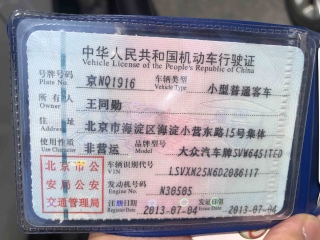 中华人民共和国机动车行驶证
Vehicle License of the People's Republic of China
号牌号码 Plate No. 京NQ1916 车辆类型 Vehicle Type 小型普通客车
所有人 Owner 王同勋
住址 Address 北京市海淀区海淀小营东路15号集体
使用性质 Use Character 非营运 品牌型号 Model 大众汽车牌SVW6451TED
北京市公安局公安交通管理局
车辆识别代号 VIN LSVXM25N6D2086117
发动机号码 Engine No. N30505
注册日期 Register Date 2013-07-04 发证日期 Issue Date 2013-07-04